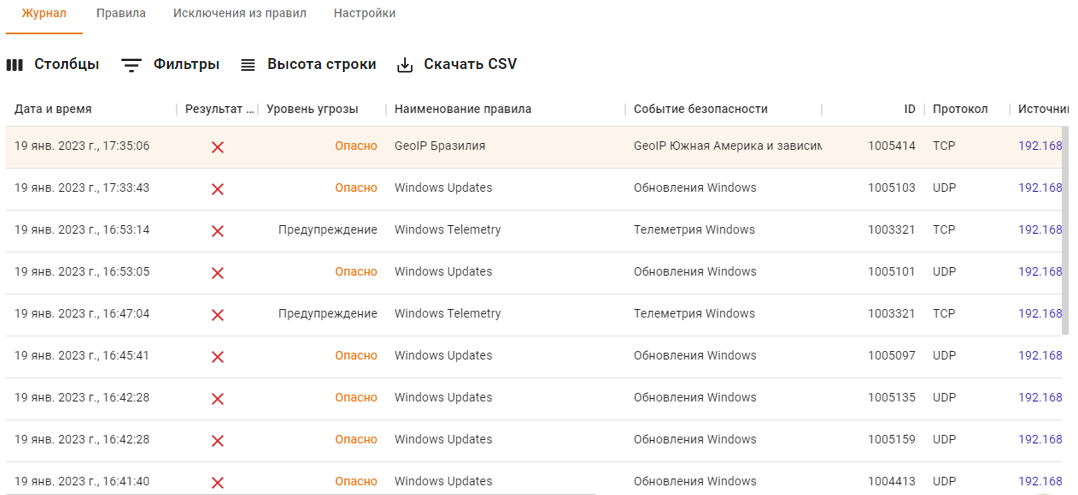 Журнал Правила Исключения из правил Настройки
Столбцы Фильтры Высота строки Скачать CSV
Дата и время Результат ... Уровень угрозы Наименование правила Событие безопасности ID Протокол Источни
19 янв. 2023 г., 17:35:06 Опасно GeoIP Бразилия GeoIP Южная Америка и зависим 1005414 TCP 192.168
19 янв. 2023 г., 17:33:43 Опасно Windows Updates Обновления Windows 1005103 UDP 192.168
19 янв. 2023 г., 16:53:14 Предупреждение Windows Telemetry Телеметрия Windows 1003321 TCP 192.168
19 янв. 2023 г., 16:53:05 Опасно Windows Updates Обновления Windows 1005101 UDP 192.168
19 янв. 2023 г., 16:47:04 Предупреждение Windows Telemetry Телеметрия Windows 1003321 TCP 192.168
19 янв. 2023 г., 16:45:41 Опасно Windows Updates Обновления Windows 1005097 UDP 192.168
19 янв. 2023 г., 16:42:28 Опасно Windows Updates Обновления Windows 1005135 UDP 192.168
19 янв. 2023 г., 16:42:28 Опасно Windows Updates Обновления Windows 1005159 UDP 192.168
19 янв. 2023 г., 16:41:40 Опасно Windows Updates Обновления Windows 1004413 UDP 192.168